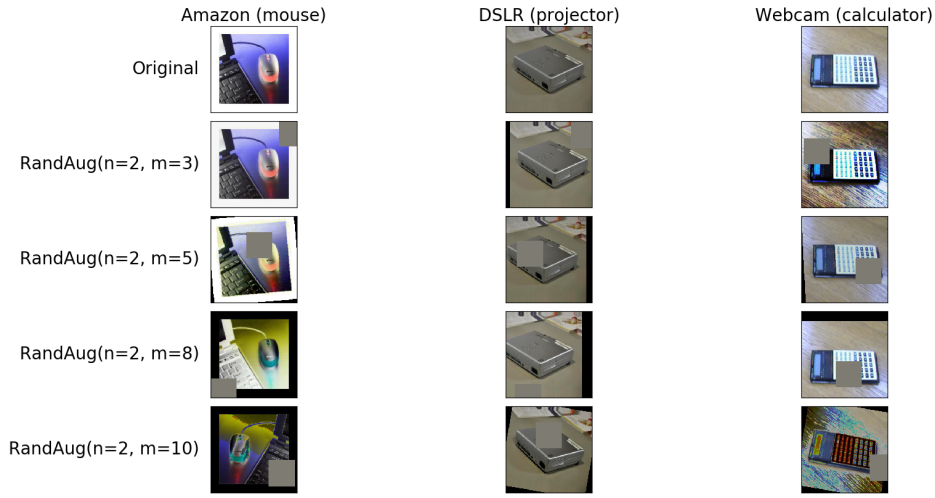 Amazon (mouse) DSLR (projector) Webcam (calculator)
Original
RandAug(n=2, m=3)
RandAug(n=2, m=5)
RandAug(n=2, m=8)
RandAug(n=2, m=10)